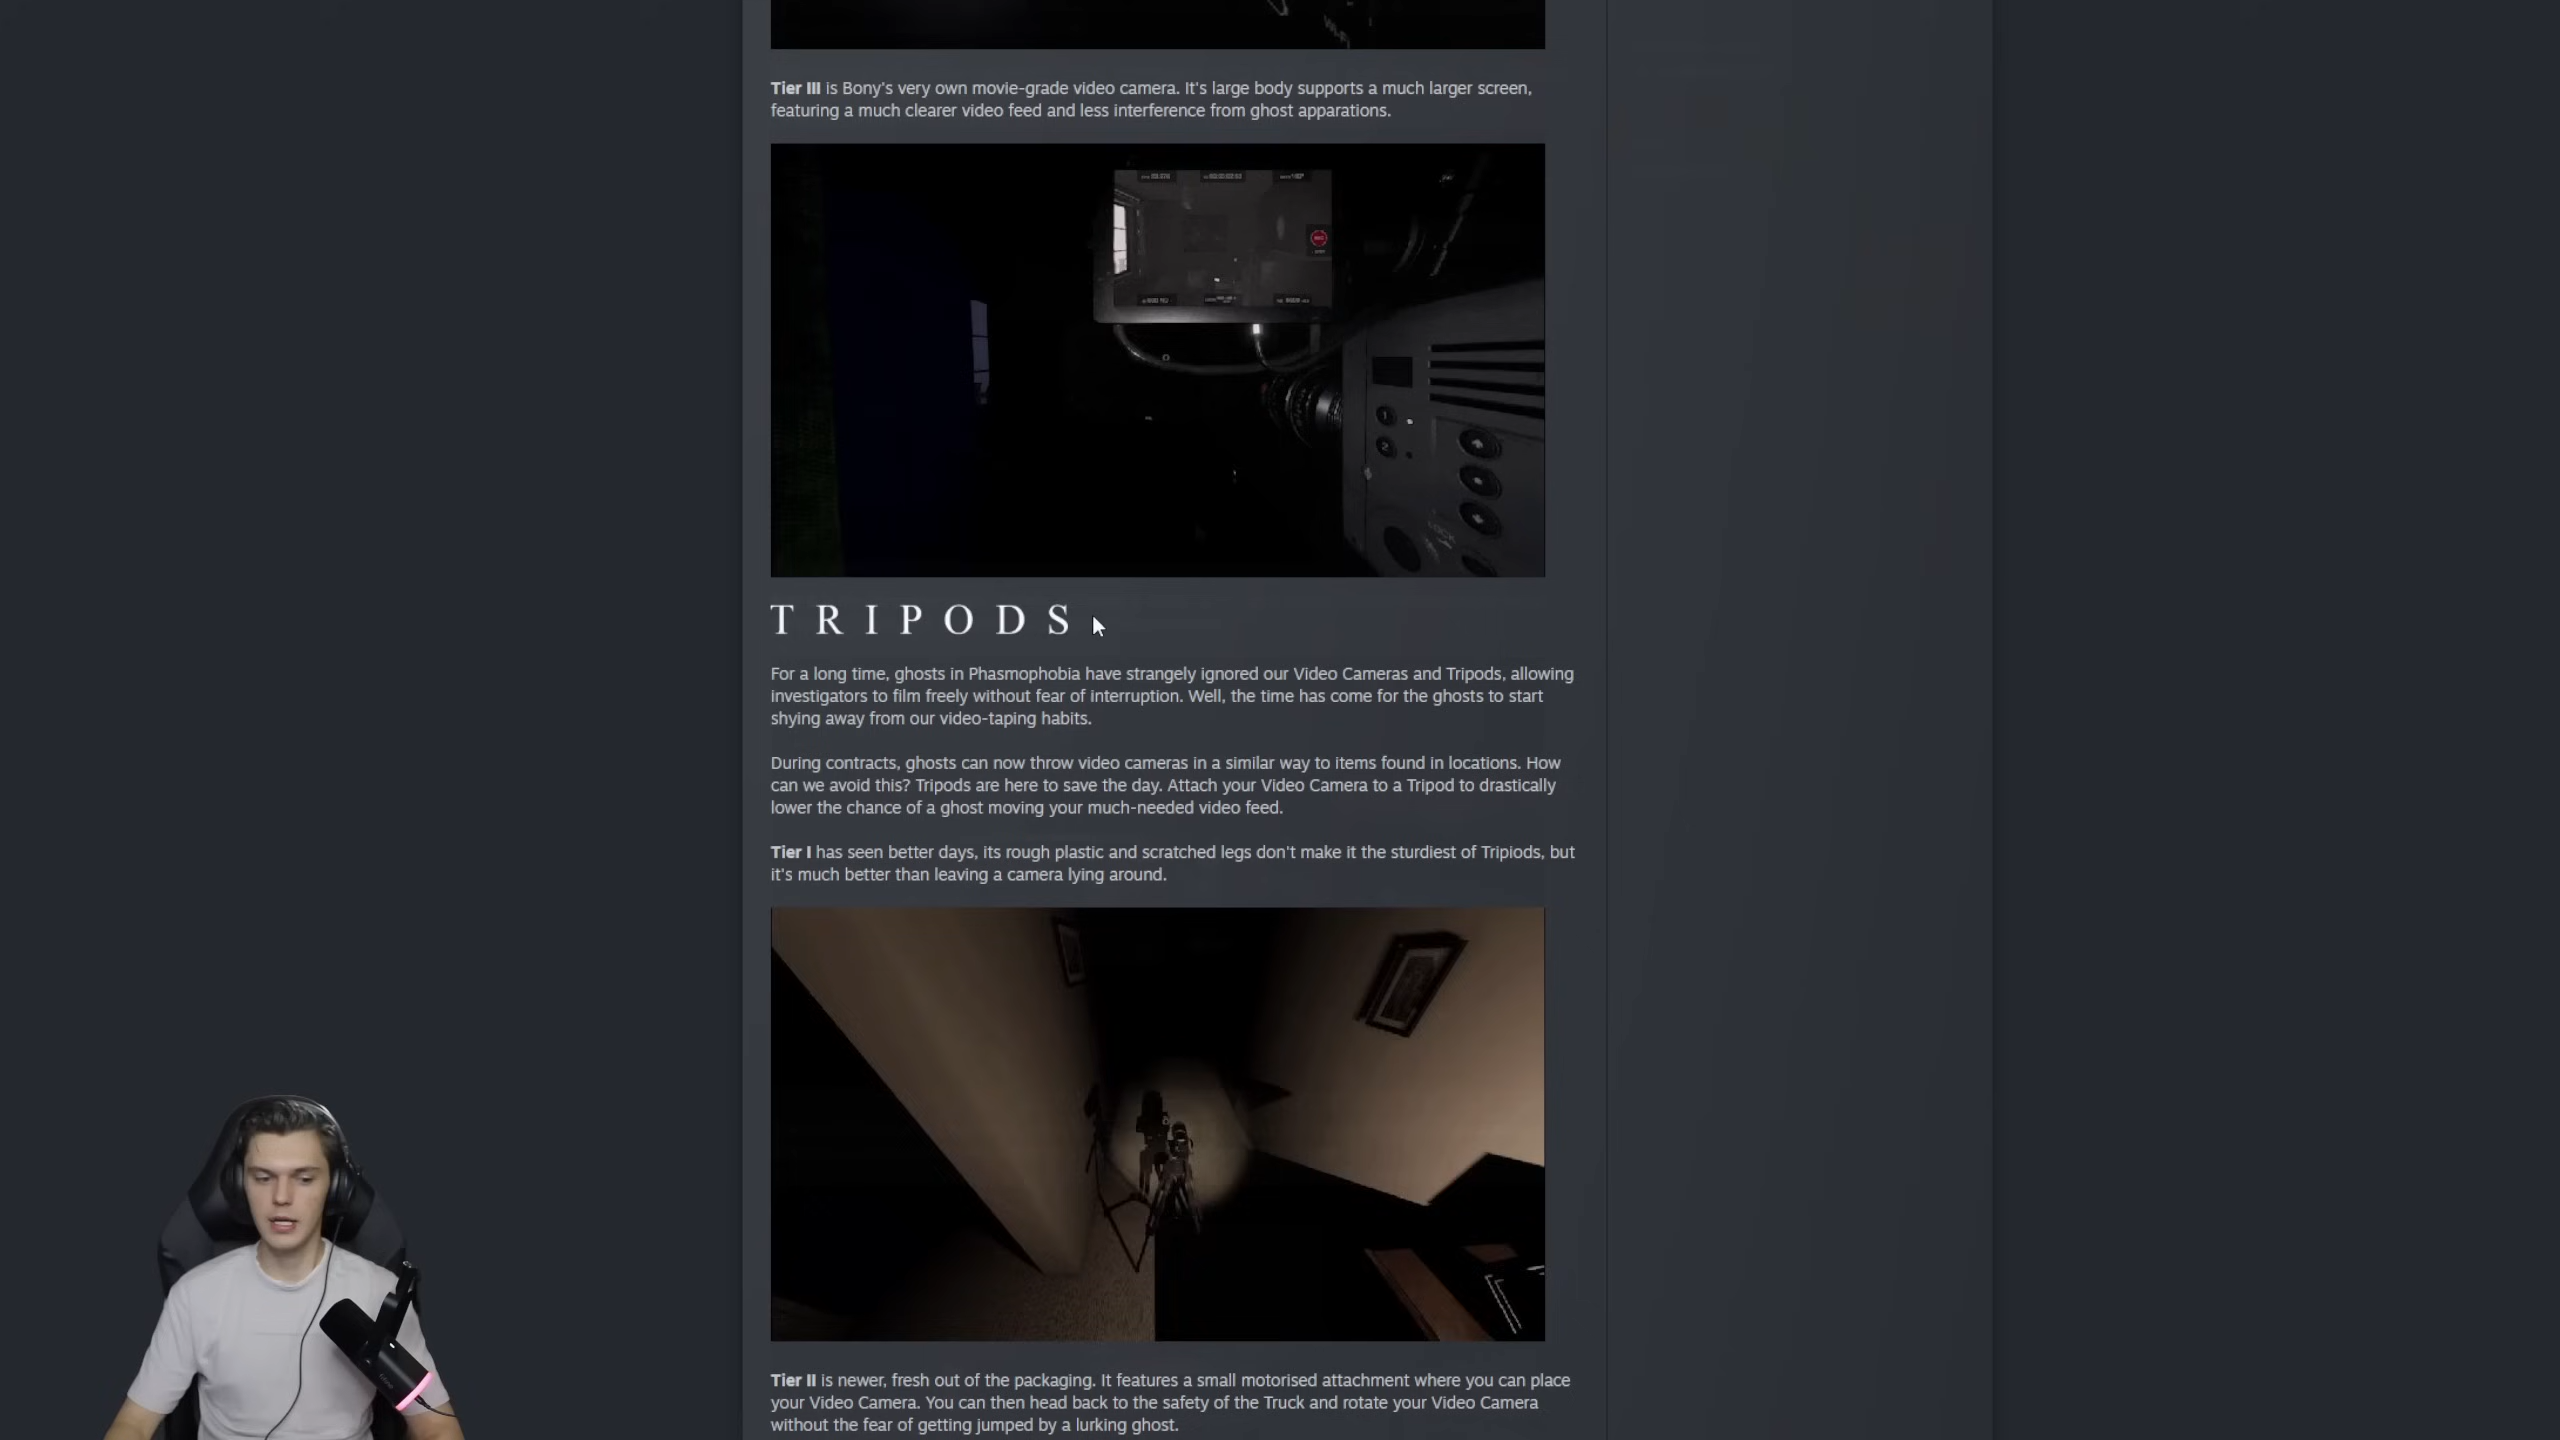 Tier III is Bony's very own movie-grade video camera. It's large body supports a much larger screen,
featuring a much clearer video feed and less interference from ghost apparations.
T R I P O D S
For a long time, ghosts in Phasmophobia have strangely ignored our Video Cameras and Tripods, allowing
investigators to film freely without fear of interruption. Well, the time has come for the ghosts to start
shying away from our video-taping habits.
During contracts, ghosts can now throw video cameras in a similar way to items found in locations. How
can we avoid this? Tripods are here to save the day. Attach your Video Camera to a Tripod to drastically
lower the chance of a ghost moving your much-needed video feed.
Tier I has seen better days, its rough plastic and scratched legs don't make it the sturdiest of Tripiods, but
it's much better than leaving a camera lying around.
Tier II is newer, fresh out of the packaging. It features a small motorised attachment where you can place
your Video Camera. You can then head back to the safety of the Truck and rotate your Video Camera
without the fear of getting jumped by a lurking ghost.